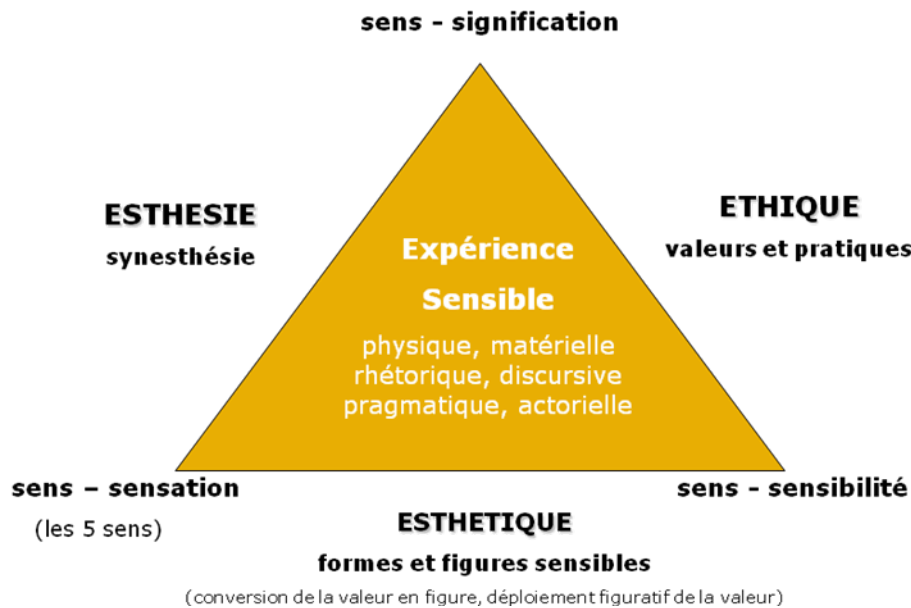 sens - signification
ESTHESIE
synesthésie
ETHIQUE
valeurs et pratiques
Expérience
Sensible
physique, matérielle
rhétorique, discursive
pragmatique, actorielle
sens – sensation
(les 5 sens)
sens - sensibilité
ESTHETIQUE
formes et figures sensibles
(conversion de la valeur en figure, déploiement figuratif de la valeur)